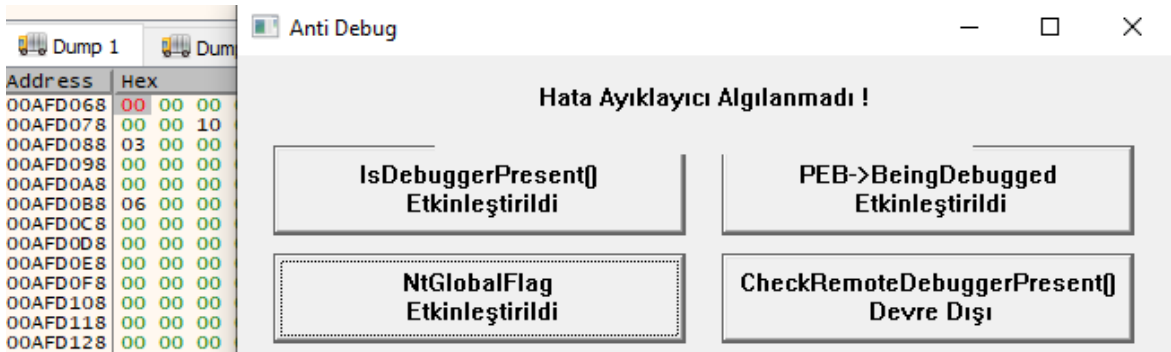 Dump 1
Dum
Anti Debug
Address Hex
00AFD068 00 00 00 00
00AFD078 00 00 10
00AFD088 03 00 00
00AFD098 00 00 00
00AFD0A8 00 00 00
00AFD0B8 06 00 00
00AFD0C8 00 00 00
00AFD0D8 00 00 00
00AFD0E8 00 00 00
00AFD0F8 00 00 00
00AFD108 00 00 00
00AFD118 00 00 00
00AFD128 00 00 00
Hata Ayıklayıcı Algılanmadı !
IsDebuggerPresent()
Etkinleştirildi
PEB->BeingDebugged
Etkinleştirildi
NtGlobalFlag
Etkinleştirildi
CheckRemoteDebuggerPresent()
Devre Dışı